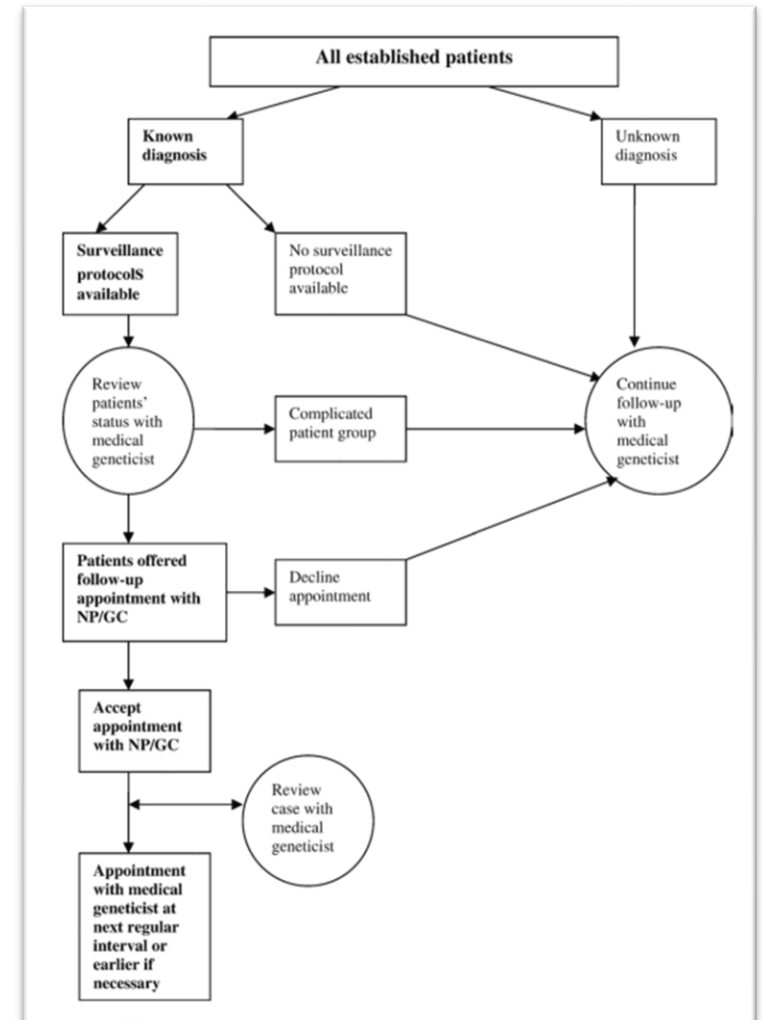 All established patients
Known
diagnosis
Unknown
diagnosis
Surveillance
protocols
available
No surveillance
protocol
available
Review
patients'
status with
medical
geneticist
Complicated
patient group
Continue
follow-up
with
medical
geneticist
Patients offered
follow-up
appointment with
NP/GC
Decline
appointment
Accept
appointment
with NP/GC
Review
case with
medical
geneticist
Appointment
with medical
geneticist at
next regular
interval or
earlier if
necessary